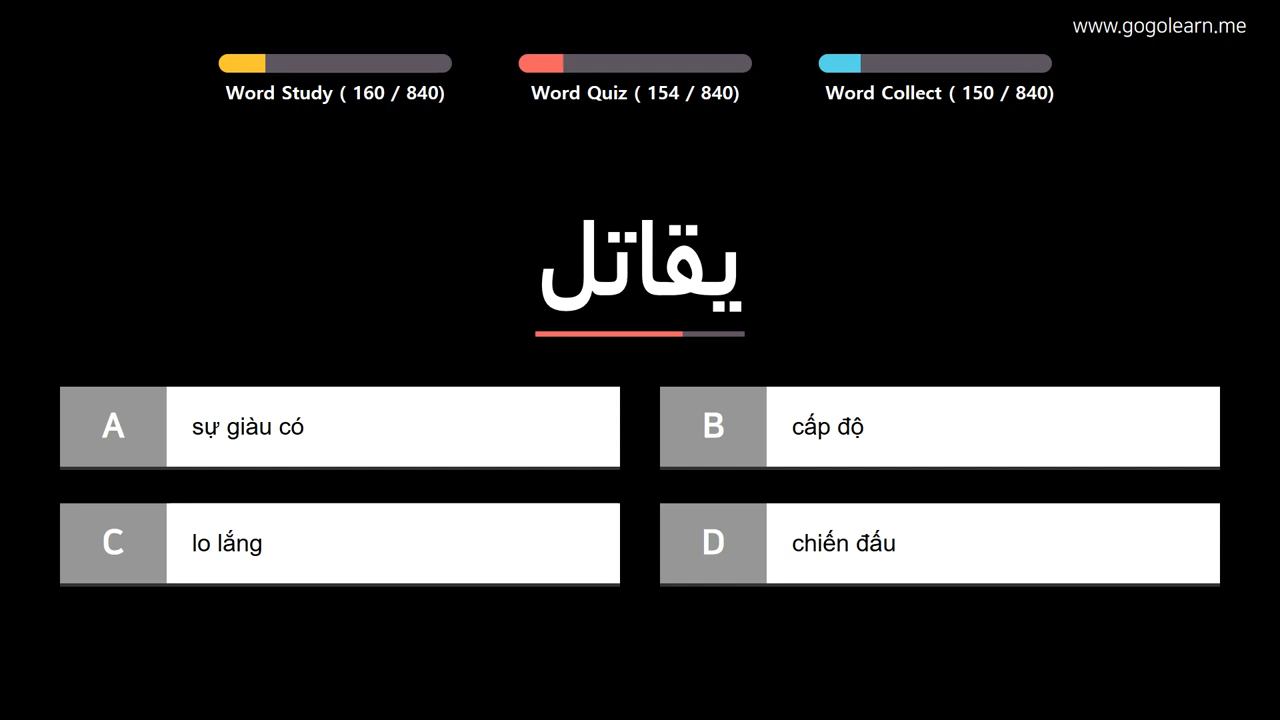 www.gogolearn.me
Word Study ( 160 / 840)
Word Quiz ( 154 / 840)
Word Collect ( 150 / 840)
يقاتل
A
sự giàu có
B
cấp độ
C
lo lắng
D
chiến đấu